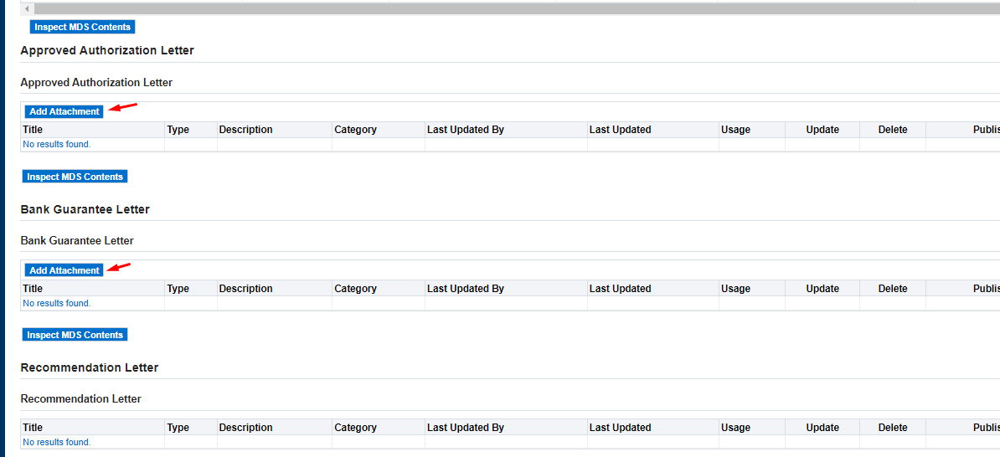 Inspect MDS Contents
Approved Authorization Letter
Approved Authorization Letter
Add Attachment
Title Type Description Category Last Updated By Last Updated Usage Update Delete Publis
No results found.
Inspect MDS Contents
Bank Guarantee Letter
Bank Guarantee Letter
Add Attachment
Title Type Description Category Last Updated By Last Updated Usage Update Delete Publis
No results found.
Inspect MDS Contents
Recommendation Letter
Recommendation Letter
Title Type Description Category Last Updated By Last Updated Usage Update Delete Publis
No results found.